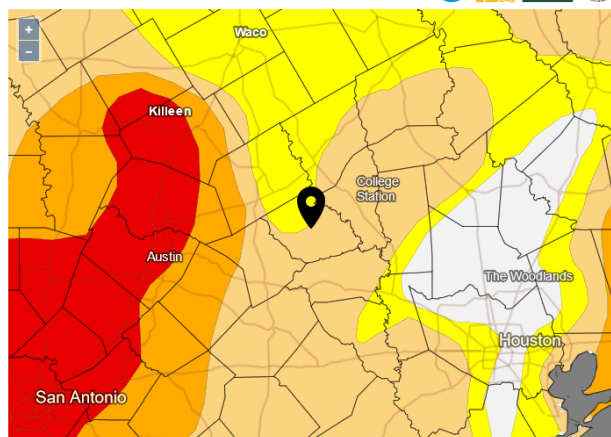 +
−
Waco
Killeen
College
Station
Austin
The Woodlands
Houston
San Antonio